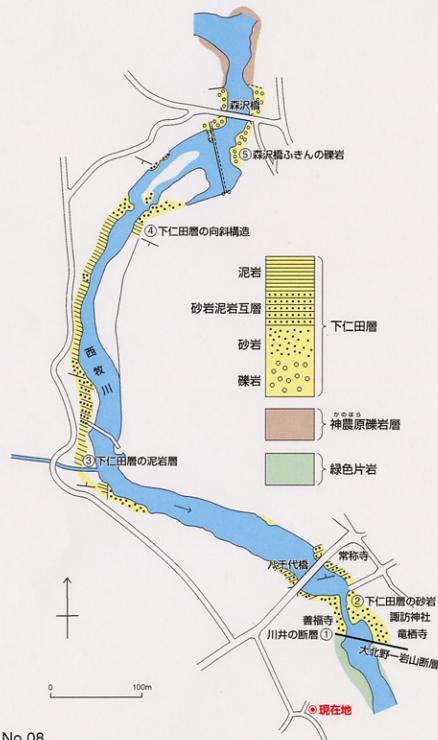 森沢橋
⑤森沢橋ふきんの礫岩
④下仁田層の向斜構造
泥岩
砂岩泥岩互層
砂岩
礫岩
下仁田層
かのはら
神農原礫岩層
緑色片岩
西牧川
③下仁田層の泥岩層
八千代橋
常称寺
②下仁田層の砂岩
諏訪神社
善福寺
竜栖寺
川井の断層①
大北野ー岩山断層
0
100m
現在地
No.08